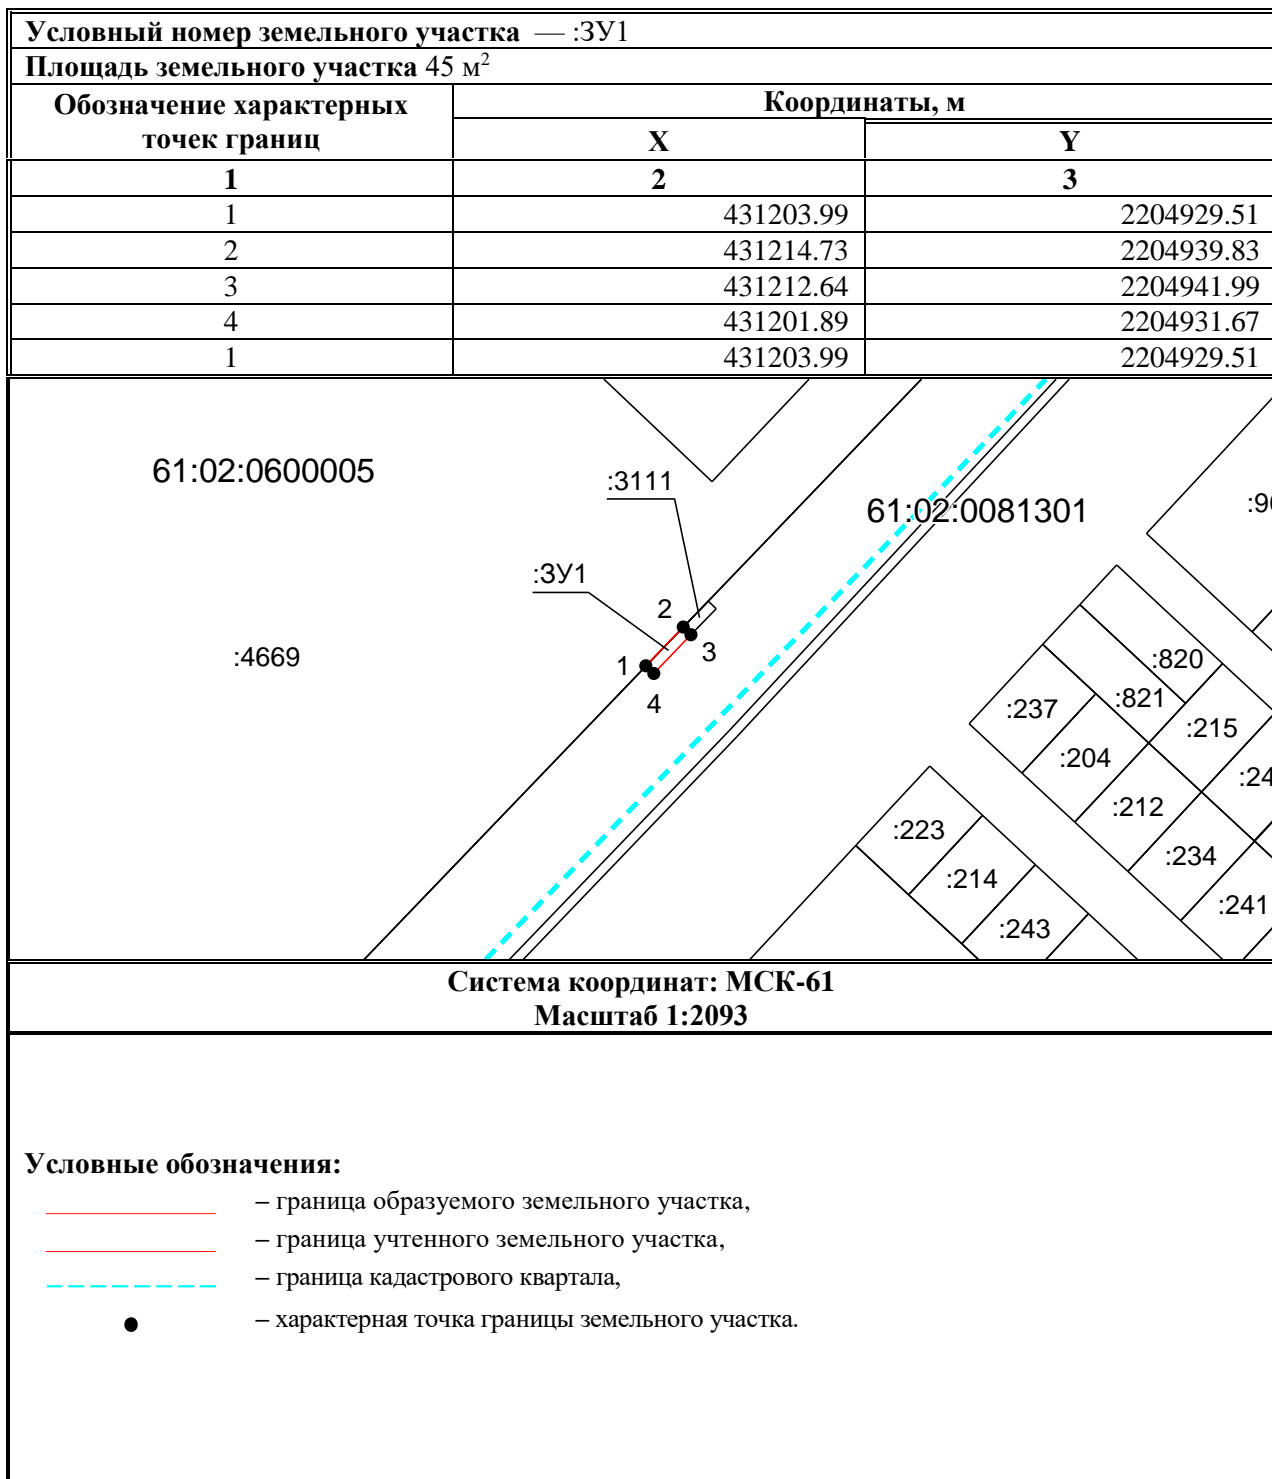 Условный номер земельного участка — :ЗУ1
Площадь земельного участка 45 м²
Обозначение характерных точек границ
Координаты, м
X
Y
1
2
3
1 431203.99 2204929.51
2 431214.73 2204939.83
3 431212.64 2204941.99
4 431201.89 2204931.67
1 431203.99 2204929.51
61:02:0600005
:3111
61:02:0081301
:ЗУ1
2
3
:4669
1
4
:820
:821
:237
:215
:204
:212
:223
:234
:214
:241
:243
Система координат: МСК-61
Масштаб 1:2093
Условные обозначения:
– граница образуемого земельного участка,
– граница учтенного земельного участка,
– граница кадастрового квартала,
– характерная точка границы земельного участка.